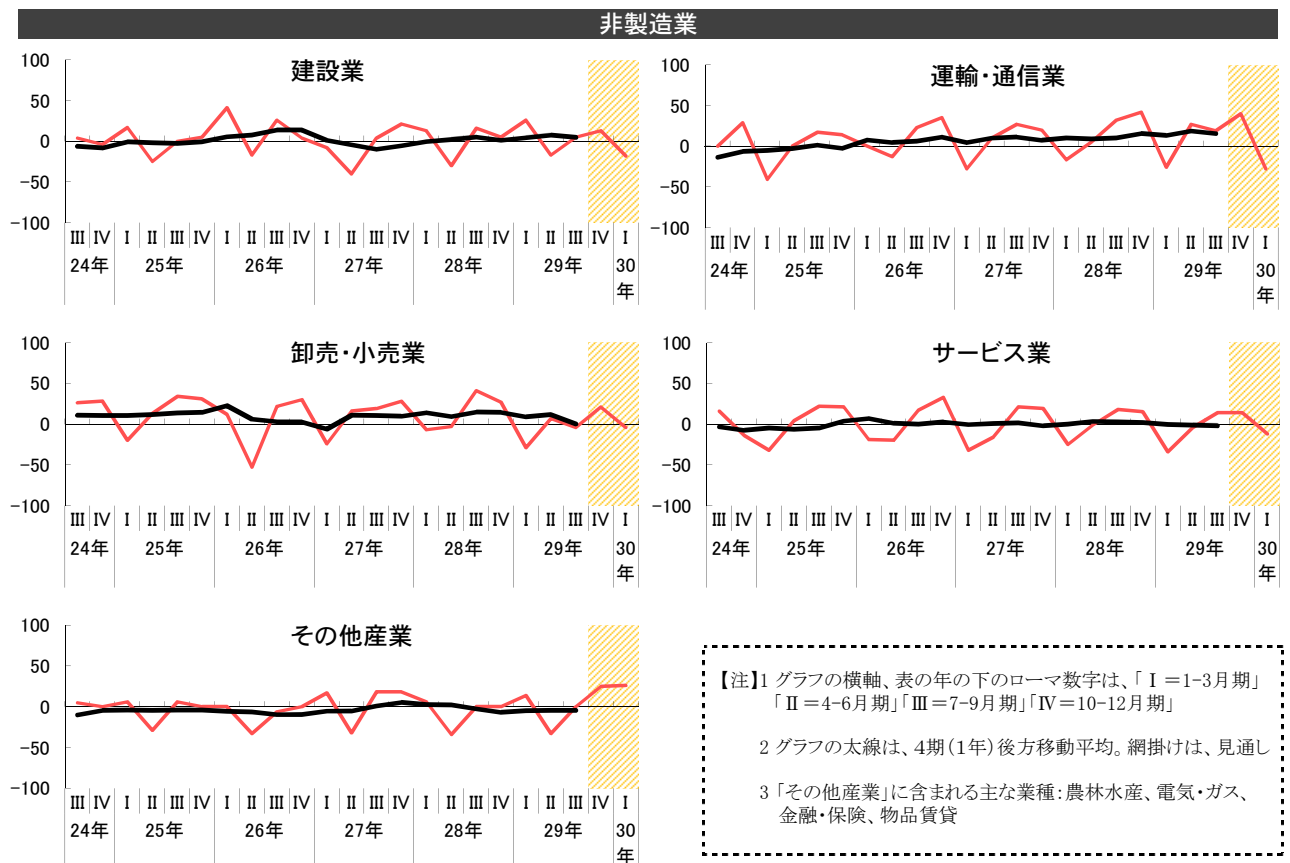 非製造業
建設業
100
50
0
-50
-100
Ⅲ Ⅳ Ⅰ Ⅱ Ⅲ Ⅳ Ⅰ Ⅱ Ⅲ Ⅳ Ⅰ Ⅱ Ⅲ Ⅳ Ⅰ Ⅱ Ⅲ Ⅳ Ⅰ Ⅱ Ⅲ Ⅳ Ⅰ
24年 25年 26年 27年 28年 29年 30
年
運輸・通信業
100
50
0
-50
-100
Ⅲ Ⅳ Ⅰ Ⅱ Ⅲ Ⅳ Ⅰ Ⅱ Ⅲ Ⅳ Ⅰ Ⅱ Ⅲ Ⅳ Ⅰ Ⅱ Ⅲ Ⅳ Ⅰ Ⅱ Ⅲ Ⅳ Ⅰ
24年 25年 26年 27年 28年 29年 30
年
卸売・小売業
100
50
0
-50
-100
Ⅲ Ⅳ Ⅰ Ⅱ Ⅲ Ⅳ Ⅰ Ⅱ Ⅲ Ⅳ Ⅰ Ⅱ Ⅲ Ⅳ Ⅰ Ⅱ Ⅲ Ⅳ Ⅰ Ⅱ Ⅲ Ⅳ Ⅰ
24年 25年 26年 27年 28年 29年 30
年
サービス業
100
50
0
-50
-100
Ⅲ Ⅳ Ⅰ Ⅱ Ⅲ Ⅳ Ⅰ Ⅱ Ⅲ Ⅳ Ⅰ Ⅱ Ⅲ Ⅳ Ⅰ Ⅱ Ⅲ Ⅳ Ⅰ Ⅱ Ⅲ Ⅳ Ⅰ
24年 25年 26年 27年 28年 29年 30
年
その他産業
100
50
0
-50
-100
Ⅲ Ⅳ Ⅰ Ⅱ Ⅲ Ⅳ Ⅰ Ⅱ Ⅲ Ⅳ Ⅰ Ⅱ Ⅲ Ⅳ Ⅰ Ⅱ Ⅲ Ⅳ Ⅰ Ⅱ Ⅲ Ⅳ Ⅰ
24年 25年 26年 27年 28年 29年 30
年
【注】1 グラフの横軸、表の年の下のローマ数字は、「Ⅰ=1-3月期」
「Ⅱ=4-6月期」「Ⅲ=7-9月期」「Ⅳ=10-12月期」
2 グラフの太線は、4期(1年)後方移動平均。網掛けは、見通し
3 「その他産業」に含まれる主な業種:農林水産、電気・ガス、
金融・保険、物品賃貸